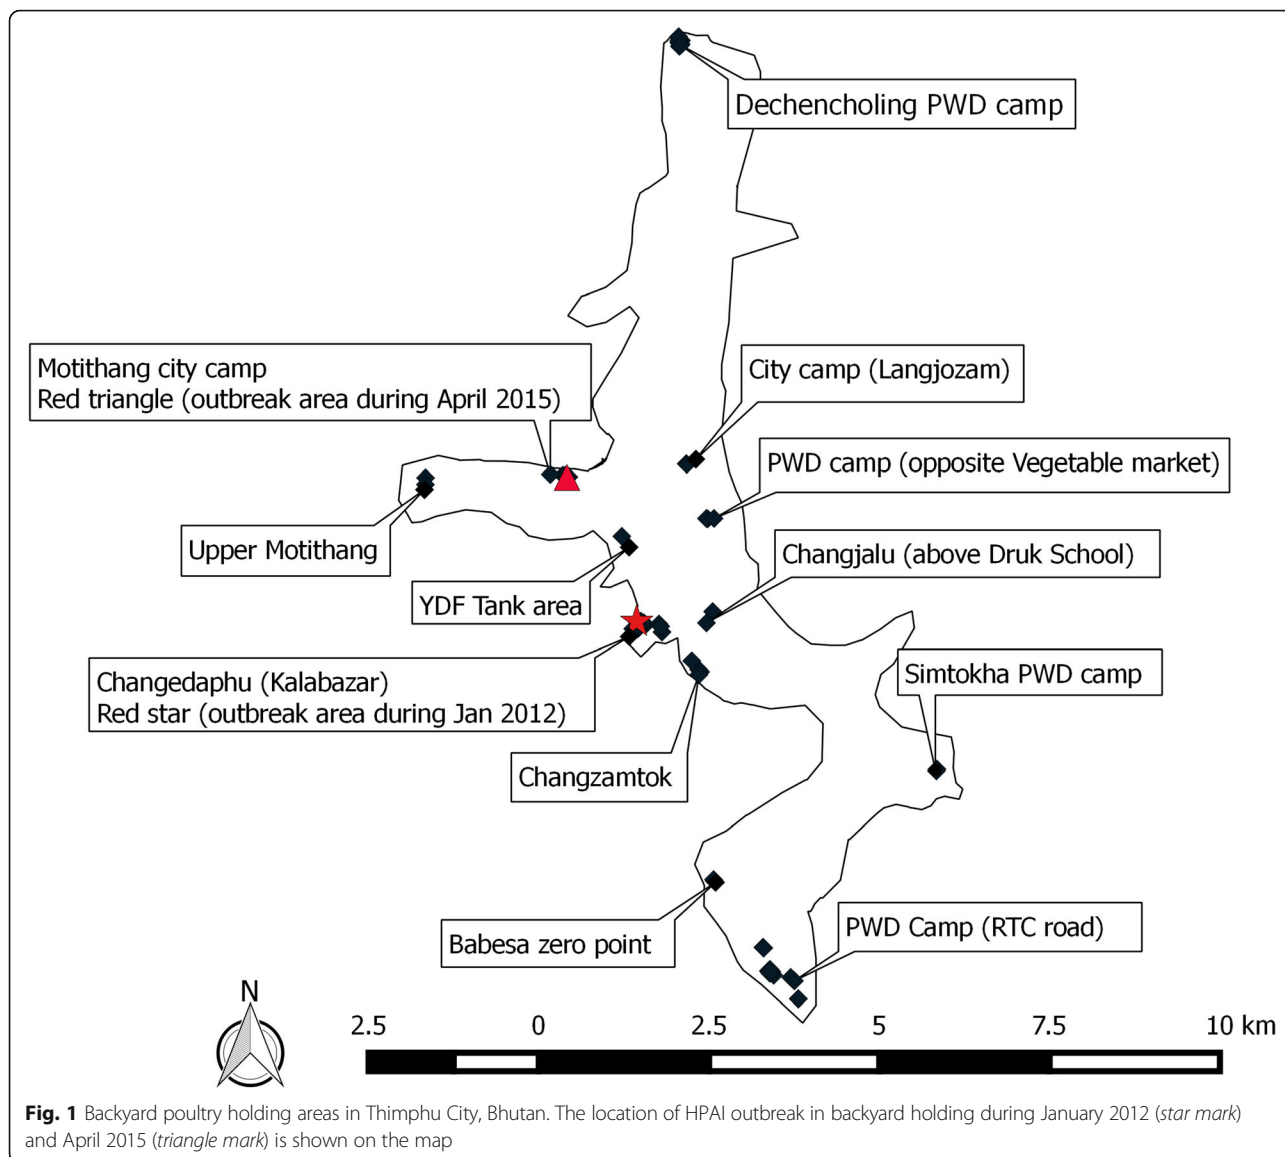 Dechencholing PWD camp
Motithang city camp
Red triangle (outbreak area during April 2015)
City camp (Langjozam)
PWD camp (opposite Vegetable market)
Upper Motithang
Changjalu (above Druk School)
YDF Tank area
Changedaphu (Kalabazar)
Red star (outbreak area during Jan 2012)
Simtokha PWD camp
Changzamtok
Babesa zero point
PWD Camp (RTC road)
N
2.5 0 2.5 5 7.5 10 km
Fig. 1 Backyard poultry holding areas in Thimphu City, Bhutan. The location of HPAI outbreak in backyard holding during January 2012 (star mark)
and April 2015 (triangle mark) is shown on the map